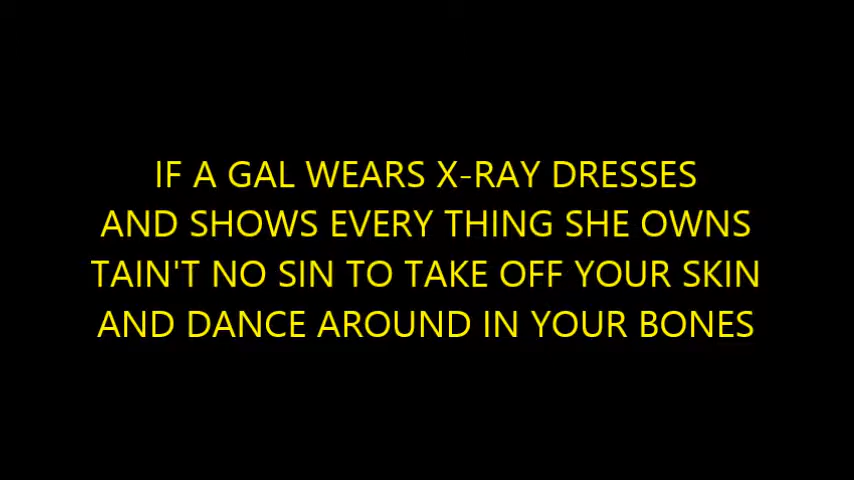 IF A GAL WEARS X-RAY DRESSES
AND SHOWS EVERY THING SHE OWNS
TAIN'T NO SIN TO TAKE OFF YOUR SKIN
AND DANCE AROUND IN YOUR BONES